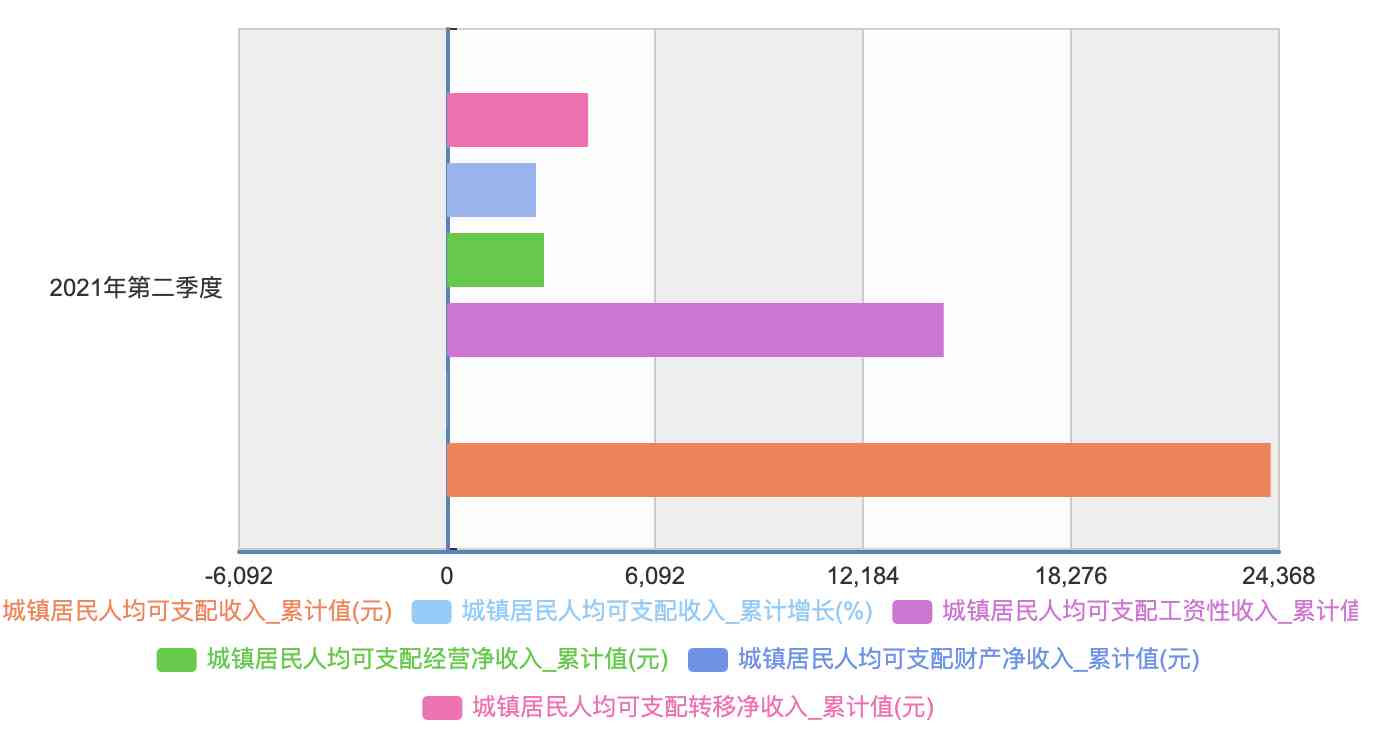 2021年第二季度
-6,092 0 6,092 12,184 18,276 24,368
城镇居民人均可支配收入_累计值(元) 城镇居民人均可支配收入_累计增长(%) 城镇居民人均可支配工资性收入_累计值
城镇居民人均可支配经营净收入_累计值(元) 城镇居民人均可支配财产净收入_累计值(元)
城镇居民人均可支配转移净收入_累计值(元)